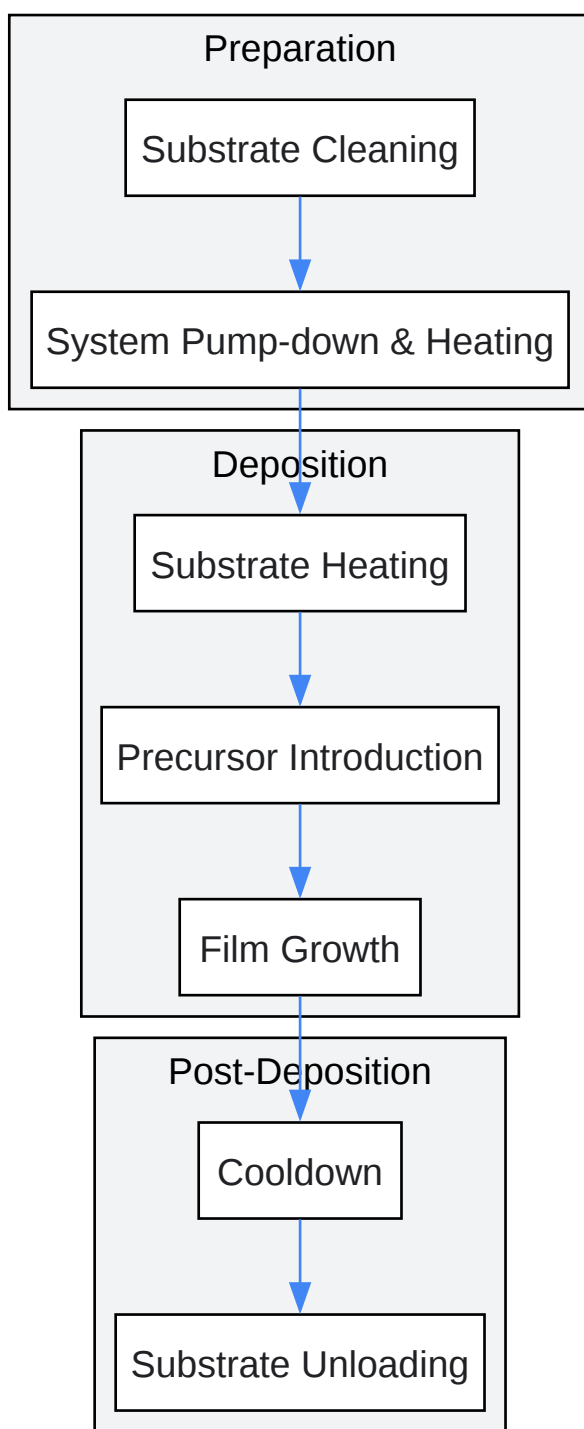 Preparation
Substrate Cleaning
System Pump-down & Heating
Deposition
Substrate Heating
Precursor Introduction
Film Growth
Post-Deposition
Cooldown
Substrate Unloading